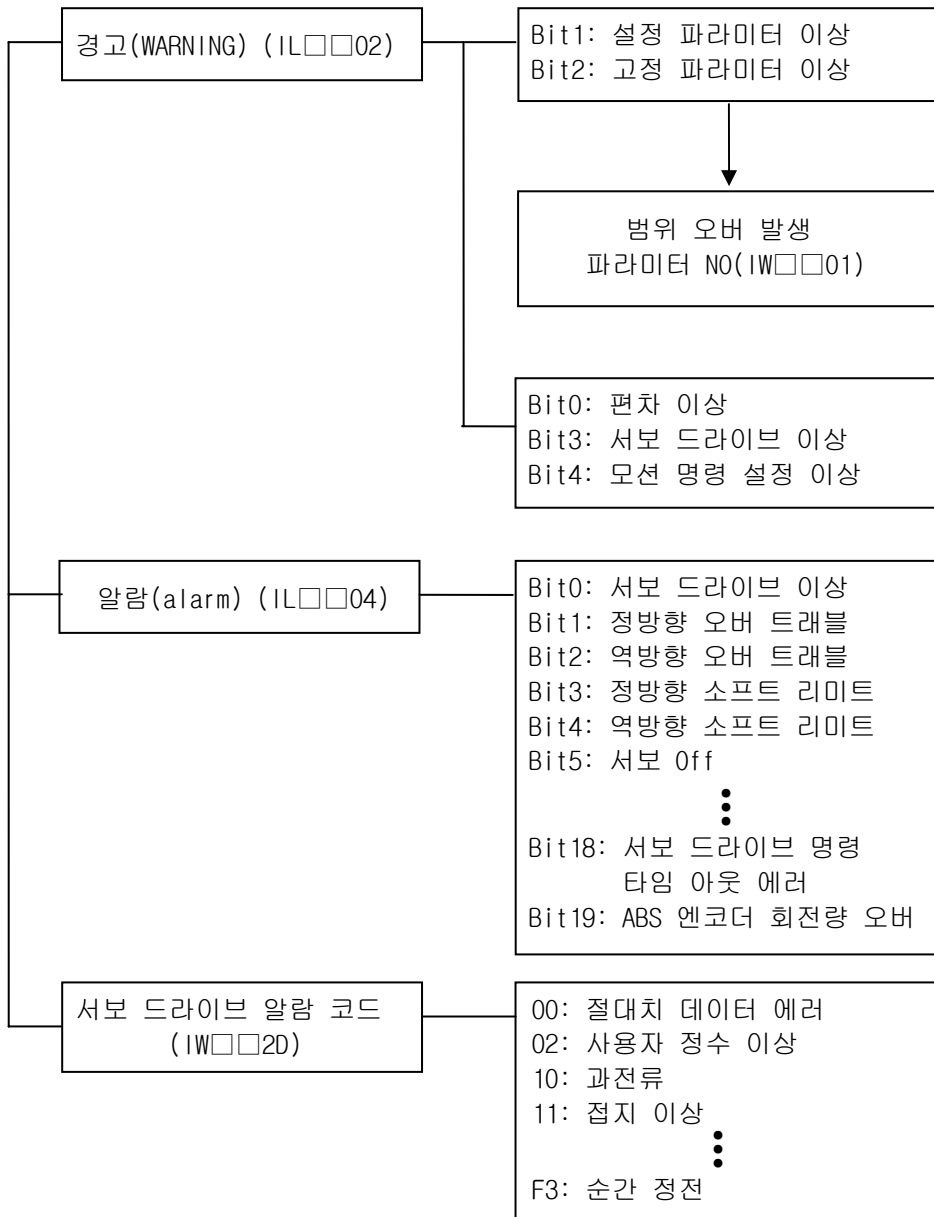 경고(WARNING) (IL□□02)
Bit1: 설정 파라미터 이상
Bit2: 고정 파라미터 이상
범위 오버 발생
파라미터 NO(IW□□01)
Bit0: 편차 이상
Bit3: 서보 드라이브 이상
Bit4: 모션 명령 설정 이상
알람(alarm) (IL□□04)
Bit0: 서보 드라이브 이상
Bit1: 정방향 오버 트래블
Bit2: 역방향 오버 트래블
Bit3: 정방향 소프트 리미트
Bit4: 역방향 소프트 리미트
Bit5: 서보 Off
Bit18: 서보 드라이브 명령
타임 아웃 에러
Bit19: ABS 엔코더 회전량 오버
서보 드라이브 알람 코드
(IW□□2D)
00: 절대치 데이터 에러
02: 사용자 정수 이상
10: 과전류
11: 접지 이상
F3: 순간 정전